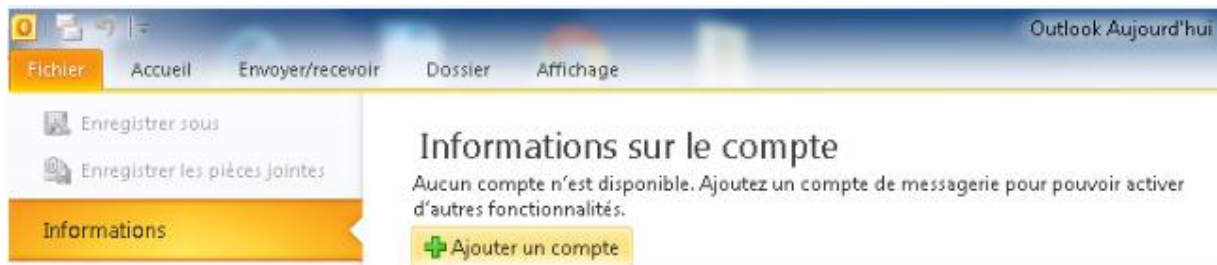 Outlook Aujourd'hui
Fichier Accueil Envoyer/recevoir Dossier Affichage
Enregistrer sous
Enregistrer les pièces jointes
Informations
Informations sur le compte
Aucun compte n'est disponible. Ajoutez un compte de messagerie pour pouvoir activer
d'autres fonctionnalités.
Ajouter un compte